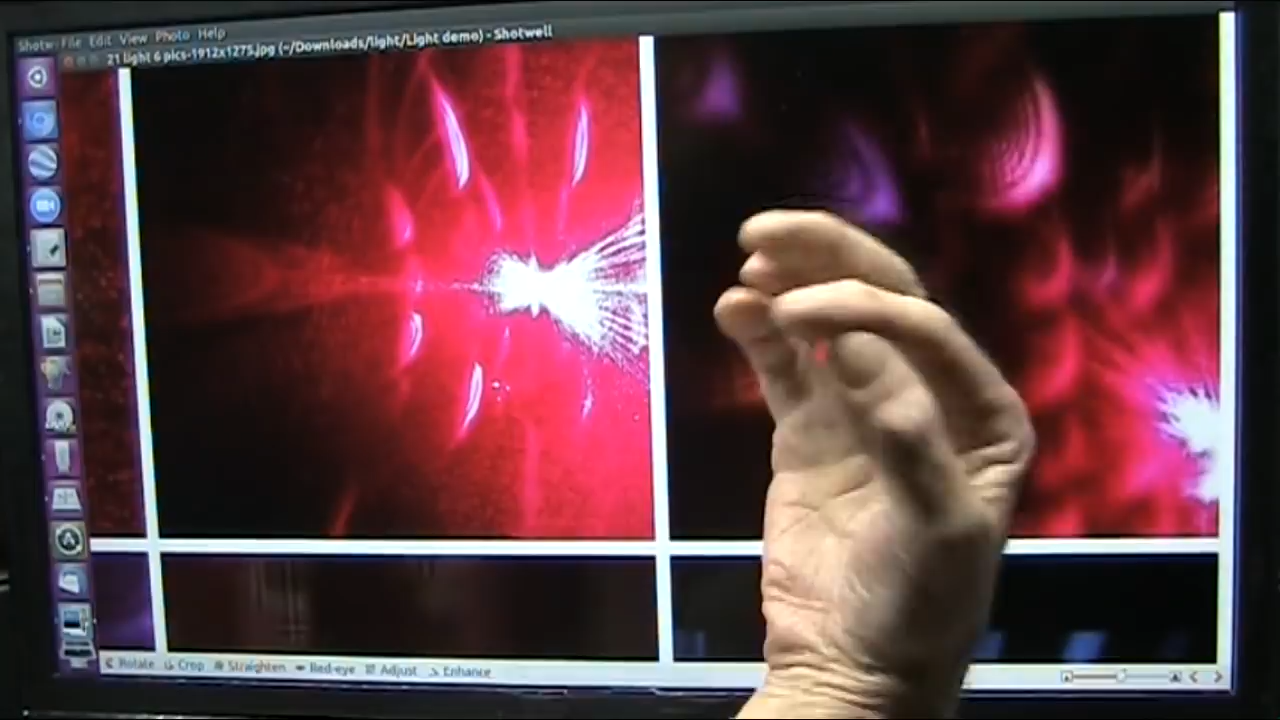 Shotw File Edit View Photo Help
21 light 6 pics-1912x1275.jpg (~/Downloads/light/Light demo) - Shotwell
Rotate Crop Straighten Red-eye Adjust Enhance